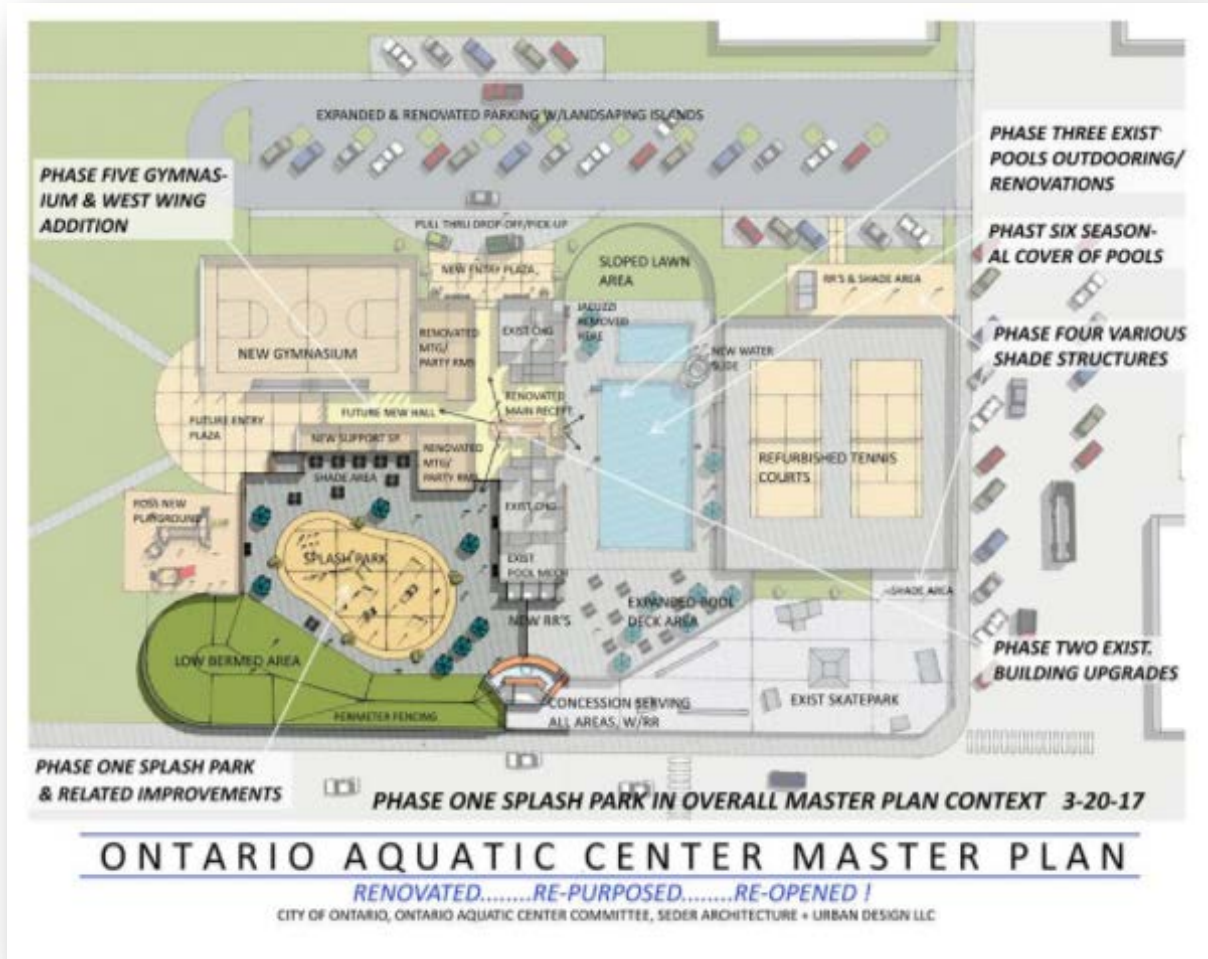 EXPANDED & RENOVATED PARKING W/LANDSAPING ISLANDS
PHASE THREE EXIST
POOLS OUTDOORING/
RENOVATIONS
PHASE FIVE GYMNAS-
IUM & WEST WING
ADDITION
PULL THRU DROP-OFF/PICK-UP
PHAST SIX SEASON-
AL COVER OF POOLS
SLOPED LAWN
AREA
NEW ENTRY PLAZA
RR'S & SHADE AREA
JACUZZI
REMOVED
HERE
EXIST CHG
RENOVATED
MTG/
PARTY RMS
PHASE FOUR VARIOUS
SHADE STRUCTURES
NEW GYMNASIUM
NEW WATER
SLIDE
RENOVATED
MAIN RECEPT.
FUTURE NEW HALL
FUTURE ENTRY
PLAZA
NEW SUPPORT SP
RENOVATED
MTG/
PARTY RMS
REFURBISHED TENNIS
COURTS
SHADE AREA
POSS NEW
PLAYGROUND
EXIST CHG
SPLASH PARK
EXIST
POOL MECH
SHADE AREA
EXPANDED POOL
DECK AREA
NEW RR'S
PHASE TWO EXIST.
BUILDING UPGRADES
LOW BERMED AREA
EXIST SKATEPARK
CONCESSION SERVING
ALL AREAS, W/RR
PERIMETER FENCING
PHASE ONE SPLASH PARK
& RELATED IMPROVEMENTS
PHASE ONE SPLASH PARK IN OVERALL MASTER PLAN CONTEXT 3-20-17
ONTARIO AQUATIC CENTER MASTER PLAN
RENOVATED........RE-PURPOSED........RE-OPENED !
CITY OF ONTARIO, ONTARIO AQUATIC CENTER COMMITTEE, SEDER ARCHITECTURE + URBAN DESIGN LLC